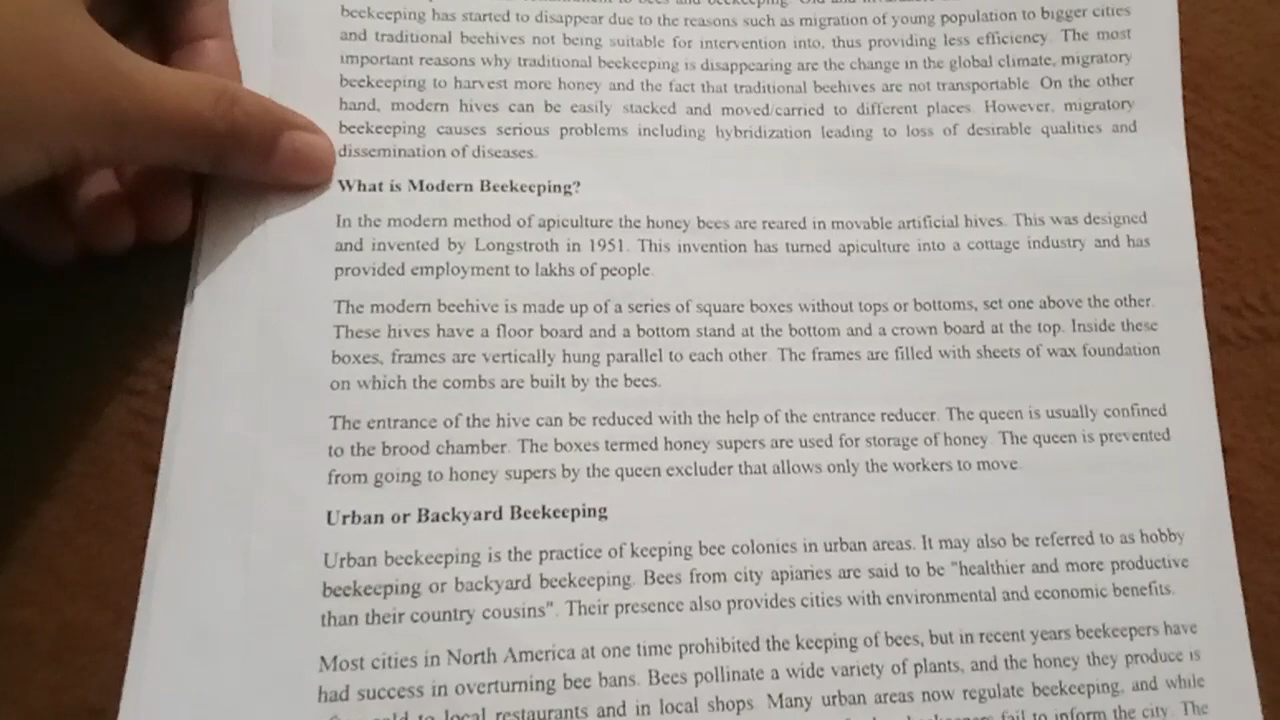 beekeeping has started to disappear due to the reasons such as migration of young population to bigger cities
and traditional beehives not being suitable for intervention into, thus providing less efficiency. The most
important reasons why traditional beekeeping is disappearing are the change in the global climate, migratory
beekeeping to harvest more honey and the fact that traditional beehives are not transportable. On the other
hand, modern hives can be easily stacked and moved/carried to different places. However, migratory
beekeeping causes serious problems including hybridization leading to loss of desirable qualities and
dissemination of diseases.
What is Modern Beekeeping?
In the modern method of apiculture the honey bees are reared in movable artificial hives. This was designed
and invented by Longstroth in 1951. This invention has turned apiculture into a cottage industry and has
provided employment to lakhs of people.
The modern beehive is made up of a series of square boxes without tops or bottoms, set one above the other.
These hives have a floor board and a bottom stand at the bottom and a crown board at the top. Inside these
boxes, frames are vertically hung parallel to each other. The frames are filled with sheets of wax foundation
on which the combs are built by the bees.
The entrance of the hive can be reduced with the help of the entrance reducer. The queen is usually confined
to the brood chamber. The boxes termed honey supers are used for storage of honey. The queen is prevented
from going to honey supers by the queen excluder that allows only the workers to move.
Urban or Backyard Beekeeping
Urban beekeeping is the practice of keeping bee colonies in urban areas. It may also be referred to as hobby
beekeeping or backyard beekeeping. Bees from city apiaries are said to be "healthier and more productive
than their country cousins". Their presence also provides cities with environmental and economic benefits.
Most cities in North America at one time prohibited the keeping of bees, but in recent years beekeepers have
had success in overturning bee bans. Bees pollinate a wide variety of plants, and the honey they produce is
to local restaurants and in local shops. Many urban areas now regulate beekeeping, and while
fail to inform the city. The